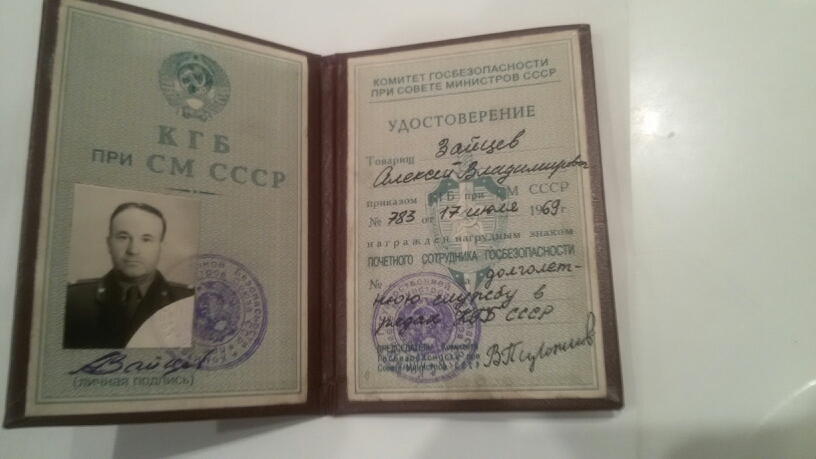 КГБ
ПРИ СМ СССР
Зайцев
(личная подпись)
КОМИТЕТ ГОСБЕЗОПАСНОСТИ
ПРИ СОВЕТЕ МИНИСТРОВ СССР
УДОСТОВЕРЕНИЕ
Товарищ Зайцев
Алексей Владимирович
приказом КГБ при СМ СССР
№ 783 от 17 июля 1969 г
награжден нагрудным знаком
ПОЧЕТНОГО СОТРУДНИКА ГОСБЕЗОПАСНОСТИ
№ за долголет-
нюю службу в
КГБ СССР
ПРЕДСЕДАТЕЛЬ Комитета
Госбезопасности при
Совете Министров СССР